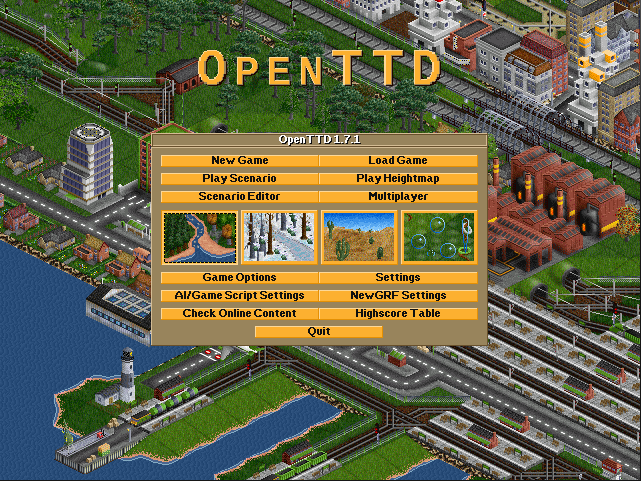 OPENTTD
OpenTTD 1.7.1
New Game Load Game
Play Scenario Play Heightmap
Scenario Editor Multiplayer
Game Options Settings
AI/Game Script Settings NewGRF Settings
Check Online Content Highscore Table
Quit